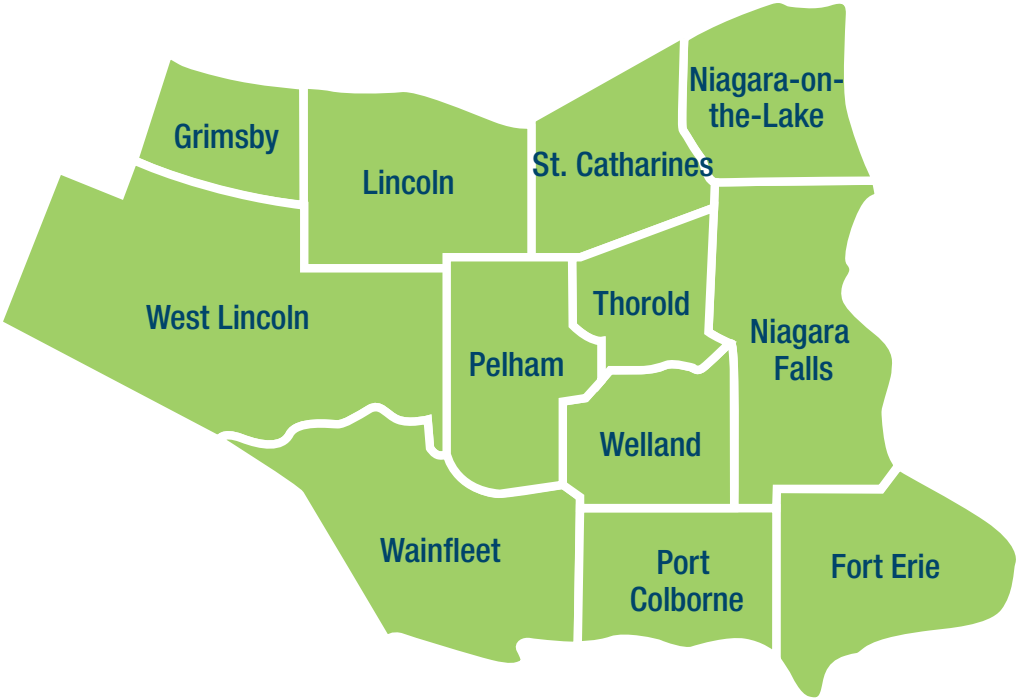 Niagara-on-
the-Lake
Grimsby
St. Catharines
Lincoln
West Lincoln
Thorold
Niagara
Falls
Pelham
Welland
Wainfleet
Port
Colborne
Fort Erie